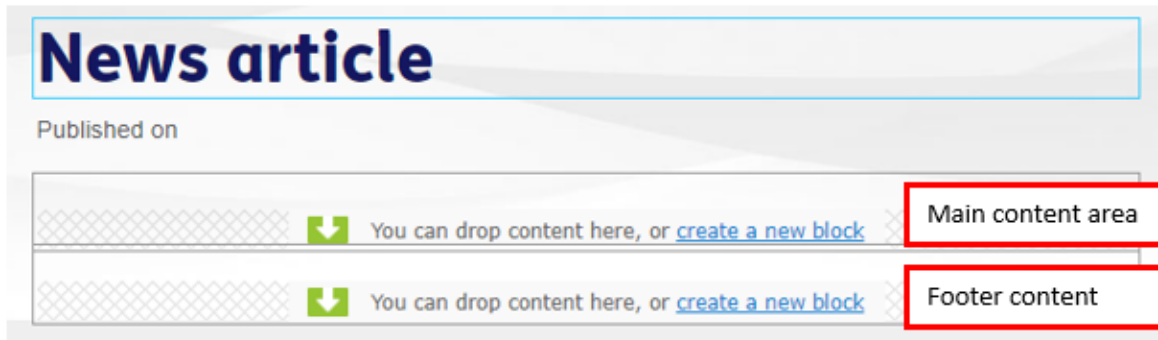 News article
Published on
You can drop content here, or create a new block
Main content area
You can drop content here, or create a new block
Footer content